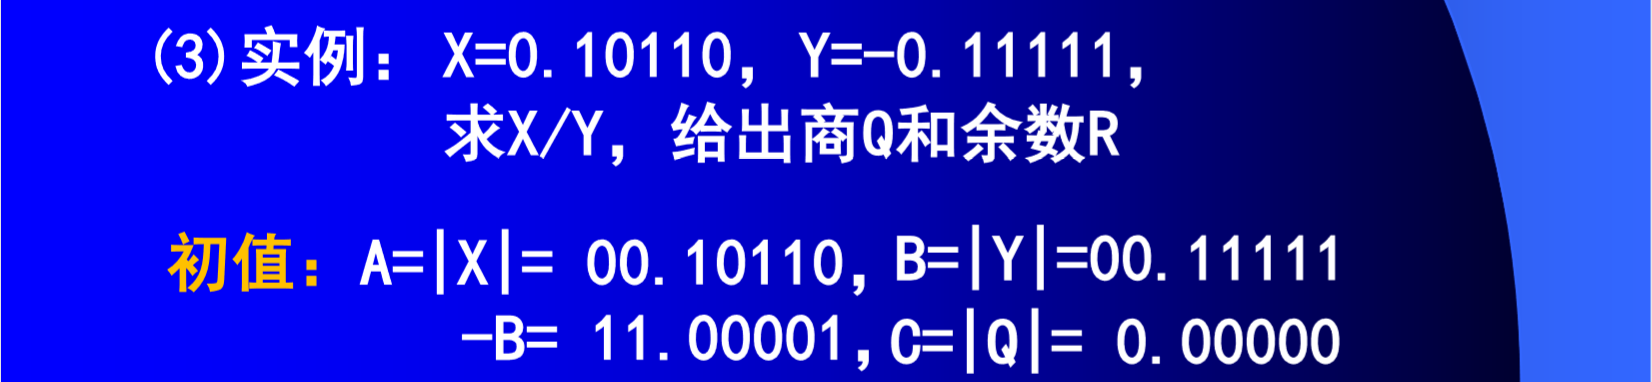 (3)实例：X=0.10110，Y=-0.11111，
求X/Y，给出商Q和余数R
初值：A=|X|= 00.10110，B=|Y|=00.11111
-B= 11.00001，C=|Q|= 0.00000